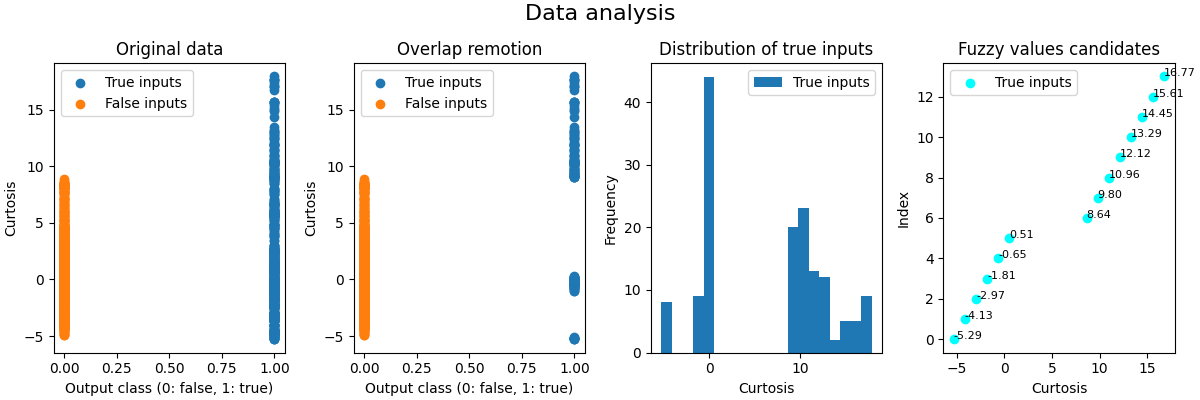 Data analysis
Original data
True inputs
False inputs
15
10
5
0
−5
Curtosis
0.00 0.25 0.50 0.75 1.00
Output class (0: false, 1: true)
Overlap remotion
True inputs
False inputs
15
10
5
0
−5
Curtosis
0.00 0.25 0.50 0.75 1.00
Output class (0: false, 1: true)
Distribution of true inputs
True inputs
40
30
20
10
0
Frequency
0 10
Curtosis
Fuzzy values candidates
True inputs
12
10
8
6
4
2
0
Index
16.77
15.61
14.45
13.29
12.12
10.96
9.80
8.64
0.51
-0.65
-1.81
-2.97
-4.13
-5.29
−5 0 5 10 15
Curtosis